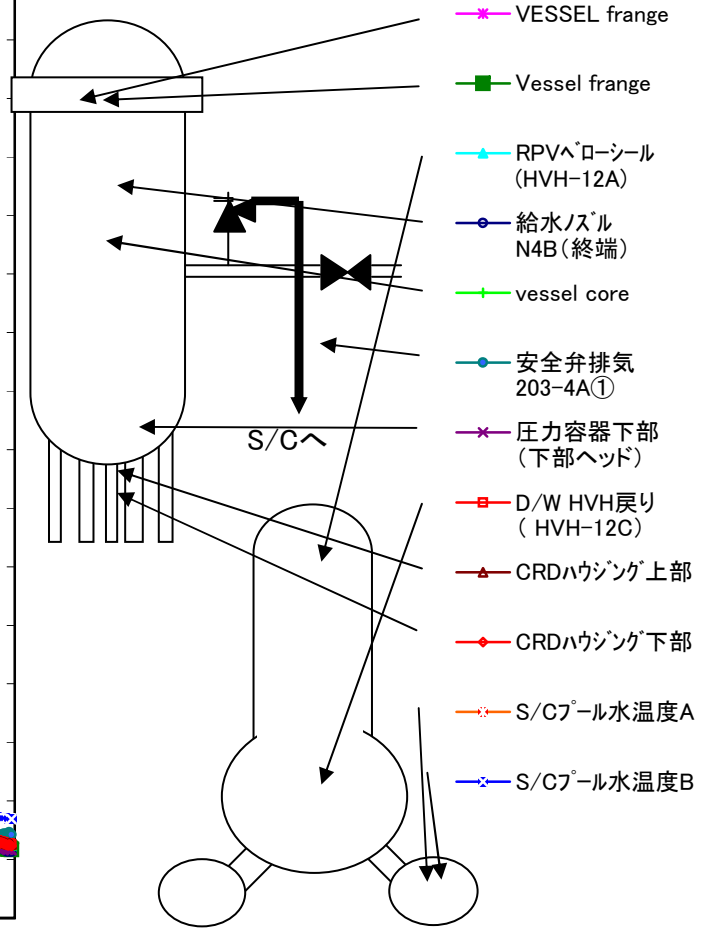 VESSEL frange
Vessel frange
RPVﾍﾞﾛｰｼｰﾙ
(HVH-12A)
給水ﾉｽﾞﾙ
N4B(終端)
vessel core
安全弁排気
203-4A①
圧力容器下部
(下部ヘッド)
D/W HVH戻り
( HVH-12C)
CRDﾊｳｼﾞﾝｸﾞ上部
CRDﾊｳｼﾞﾝｸﾞ下部
S/Cﾌﾟｰﾙ水温度A
S/Cﾌﾟｰﾙ水温度B
S/Cへ